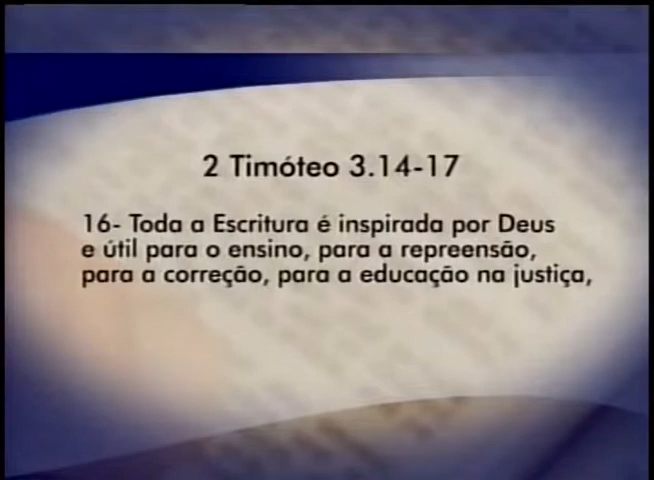 2 Timóteo 3.14-17
16- Toda a Escritura é inspirada por Deus
e útil para o ensino, para a repreensão,
para a correção, para a educação na justiça,